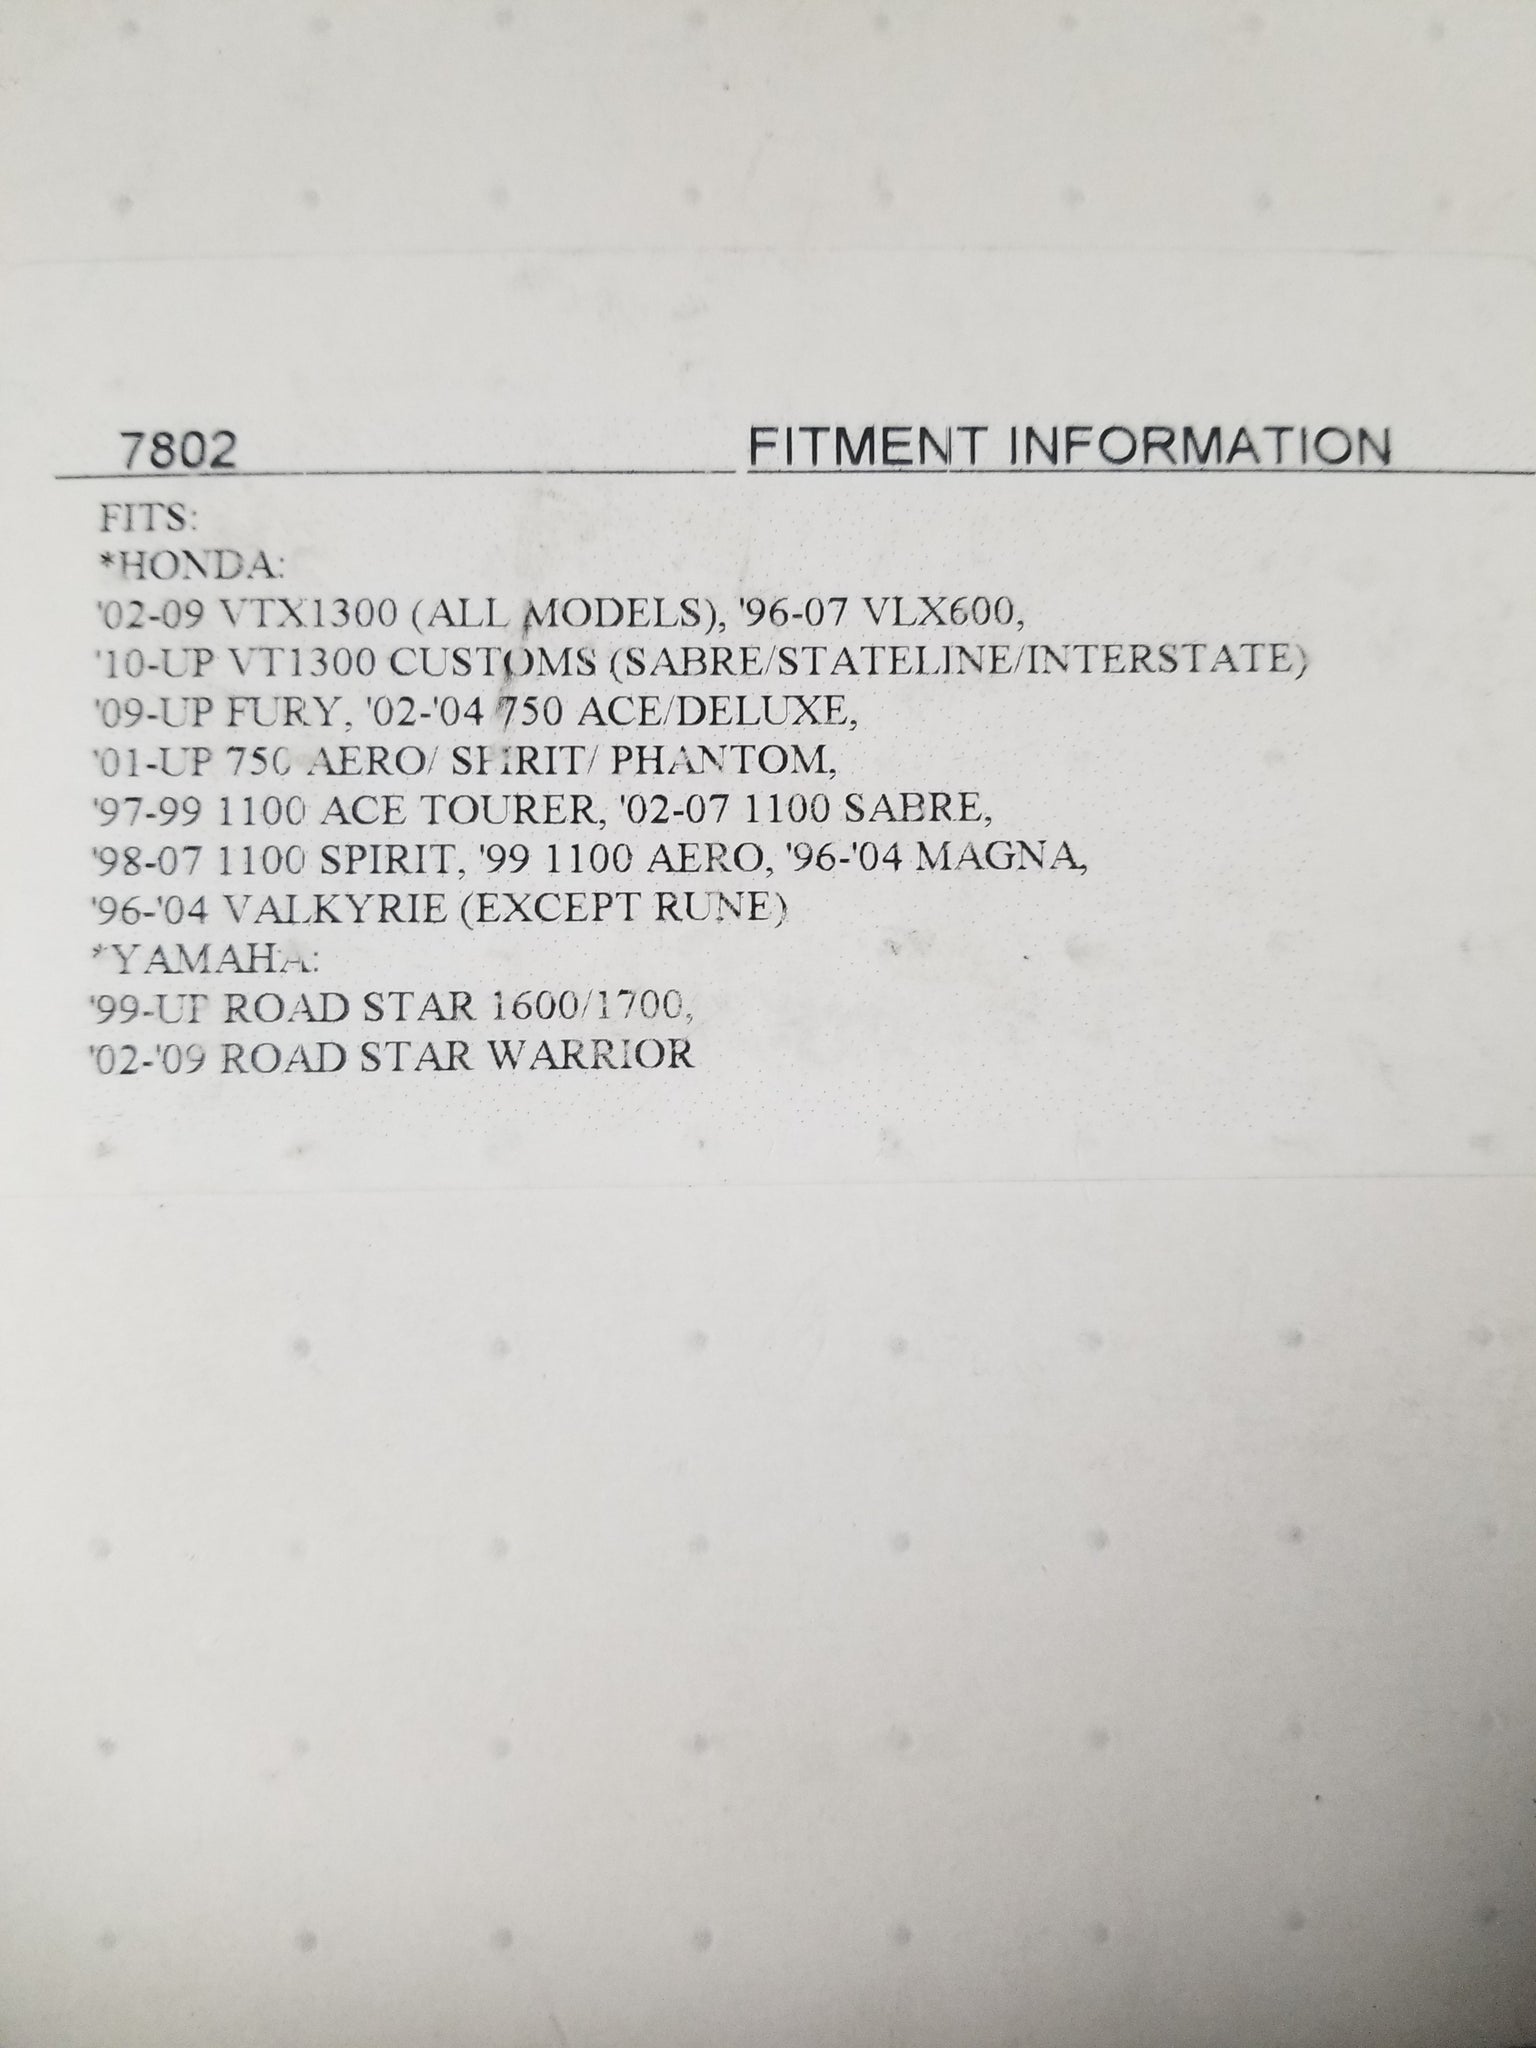 7802 FITMENT INFORMATION
FITS:
*HONDA:
'02-09 VTX1300 (ALL MODELS), '96-07 VLX600,
'10-UP VT1300 CUSTOMS (SABRE/STATELINE/INTERSTATE)
'09-UP FURY, '02-'04 750 ACE/DELUXE,
'01-UP 750 AERO/ SPIRIT/ PHANTOM,
'97-99 1100 ACE TOURER, '02-07 1100 SABRE,
'98-07 1100 SPIRIT, '99 1100 AERO, '96-'04 MAGNA,
'96-'04 VALKYRIE (EXCEPT RUNE)
*YAMAHA:
'99-UP ROAD STAR 1600/1700,
'02-'09 ROAD STAR WARRIOR